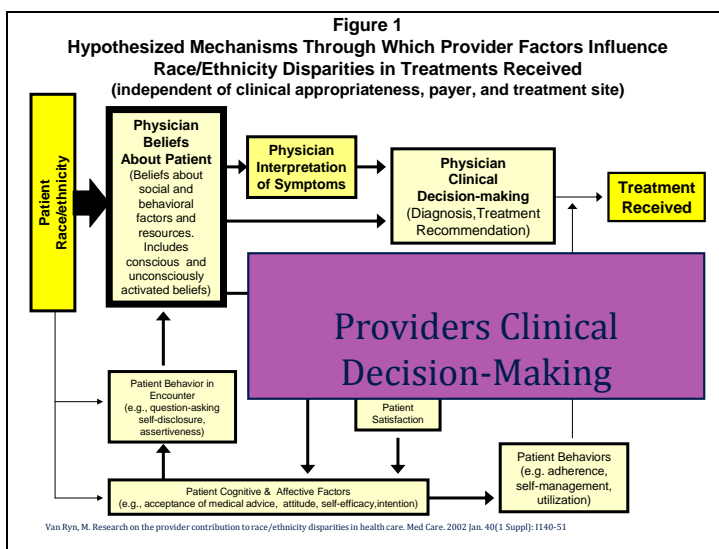 Figure 1
Hypothesized Mechanisms Through Which Provider Factors Influence
Race/Ethnicity Disparities in Treatments Received
(independent of clinical appropriateness, payer, and treatment site)
Patient
Race/ethnicity
Physician
Beliefs
About Patient
(Beliefs about
social and
behavioral
factors and
resources.
Includes
conscious and
unconsciously
activated beliefs)
Physician
Interpretation
of Symptoms
Physician
Clinical
Decision-making
(Diagnosis,Treatment
Recommendation)
Treatment
Received
Providers Clinical
Decision-Making
Patient Behavior in
Encounter
(e.g., question-asking
self-disclosure,
assertiveness)
Patient
Satisfaction
Patient Behaviors
(e.g. adherence,
self-management,
utilization)
Patient Cognitive & Affective Factors
(e.g., acceptance of medical advice, attitude, self-efficacy,intention)
Van Ryn, M. Research on the provider contribution to race/ethnicity disparities in health care. Med Care. 2002 Jan. 40(1 Suppl): I140-51